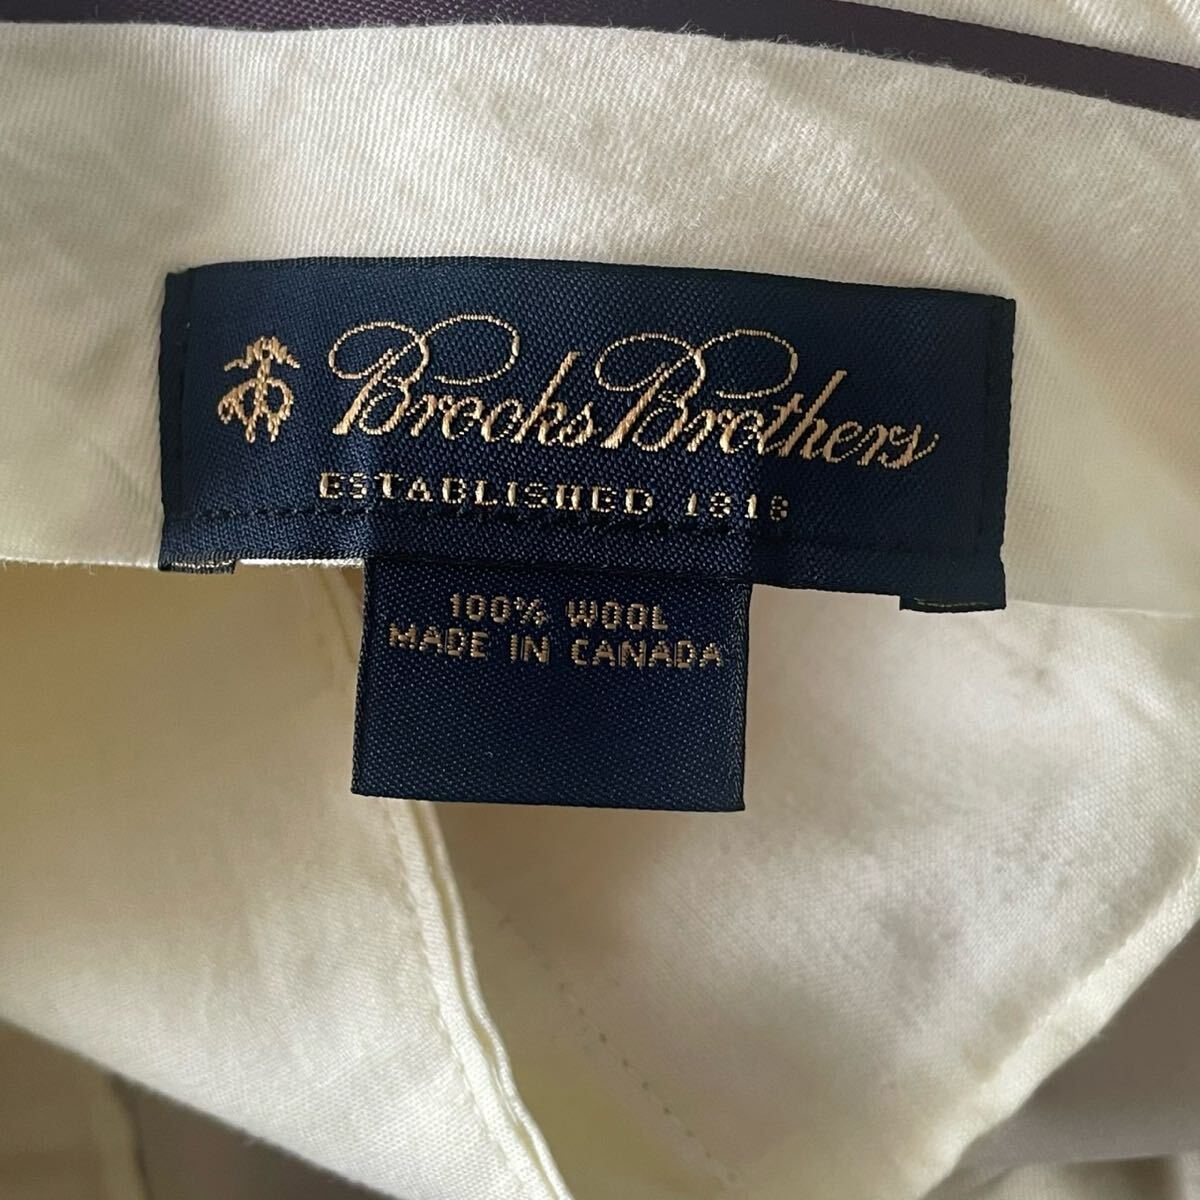 Brooks Brothers
ESTABLISHED 1818
100% WOOL
MADE IN CANADA